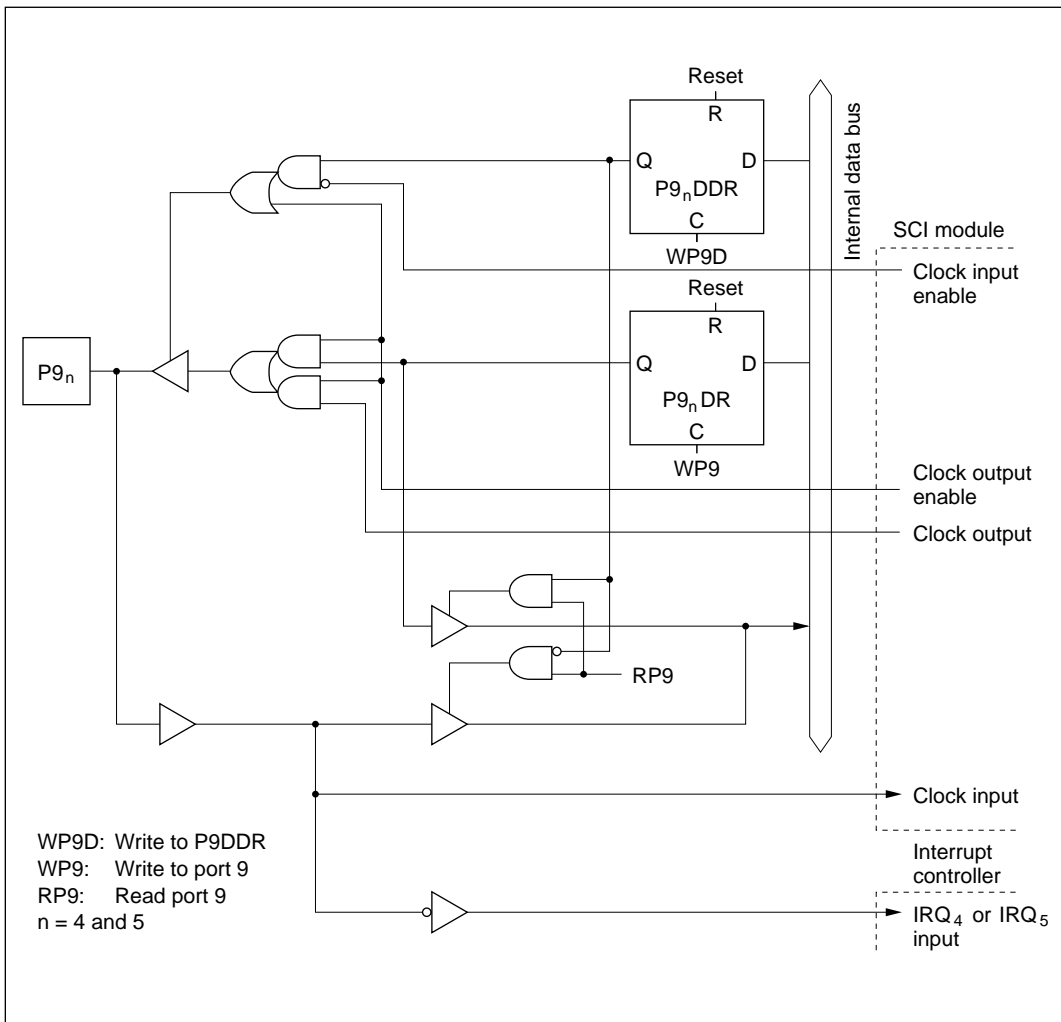 Reset
R
Q
D
P9nDDR
C
WP9D
Internal data bus
SCI module
Clock input
enable
Reset
R
Q
D
P9nDR
C
WP9
P9n
Clock output
enable
Clock output
RP9
Clock input
WP9D: Write to P9DDR
WP9: Write to port 9
RP9: Read port 9
n = 4 and 5
Interrupt
controller
IRQ4 or IRQ5
input